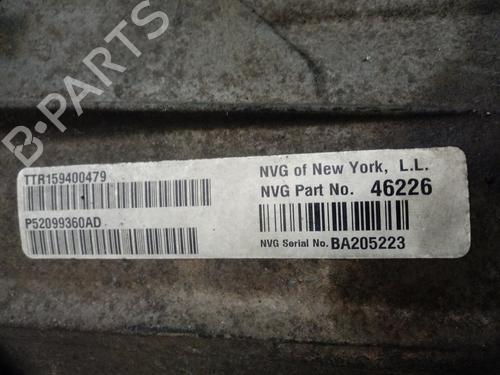 B-PARTS
TTR159400479
P52099360AD
NVG of New York, L.L.
NVG Part No. 46226
NVG Serial No. BA205223